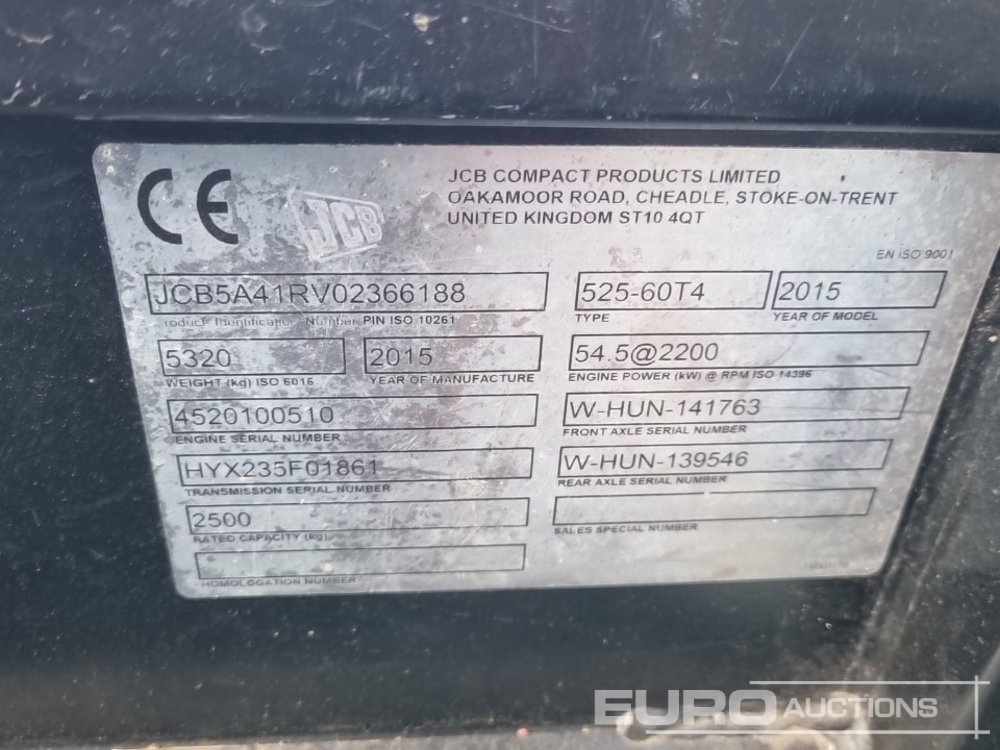 CE
JCB
JCB COMPACT PRODUCTS LIMITED
OAKAMOOR ROAD, CHEADLE, STOKE-ON-TRENT
UNITED KINGDOM ST10 4QT
EN ISO 9001
JCB5A41RV02366188
Product Identification Number PIN ISO 10261
525-60T4
TYPE
2015
YEAR OF MODEL
5320
WEIGHT (kg) ISO 6016
2015
YEAR OF MANUFACTURE
54.5@2200
ENGINE POWER (kW) @ RPM ISO 14396
4520100510
ENGINE SERIAL NUMBER
W-HUN-141763
FRONT AXLE SERIAL NUMBER
HYX235F01861
TRANSMISSION SERIAL NUMBER
W-HUN-139546
REAR AXLE SERIAL NUMBER
2500
RATED CAPACITY (kg)
SALES SPECIAL NUMBER
HOMOLOGATION NUMBER
EURO AUCTIONS